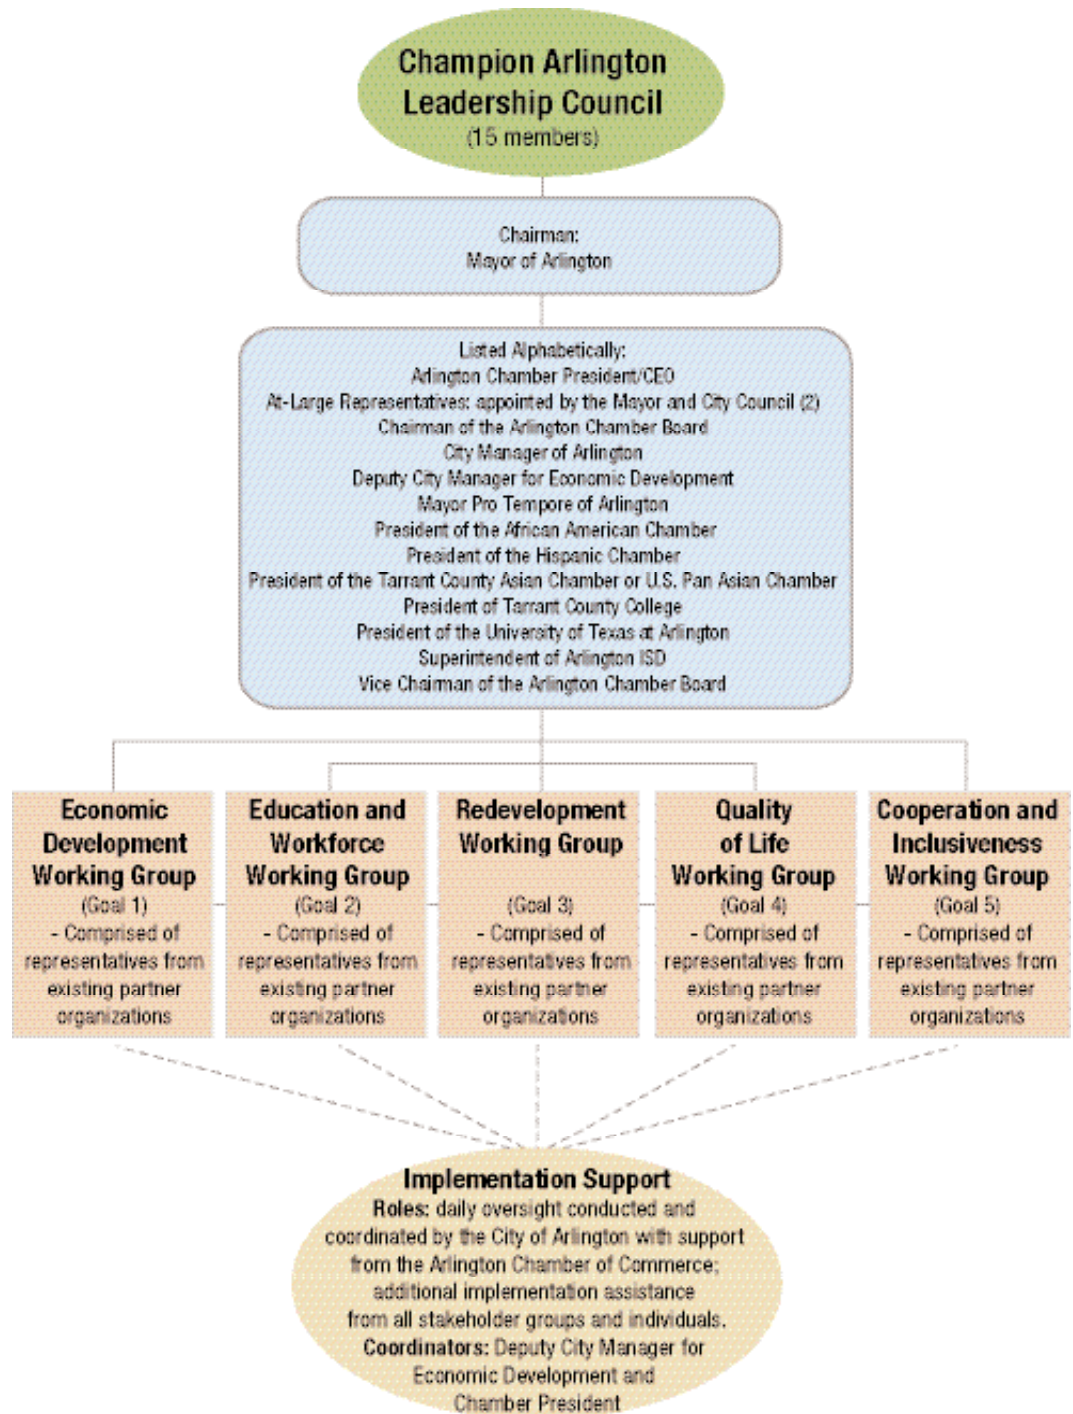 Champion Arlington
Leadership Council
(15 members)
Chairman:
Mayor of Arlington
Listed Alphabetically:
Arlington Chamber President/CEO
At-Large Representatives: appointed by the Mayor and City Council (2)
Chairman of the Arlington Chamber Board
City Manager of Arlington
Deputy City Manager for Economic Development
Mayor Pro Tempore of Arlington
President of the African American Chamber
President of the Hispanic Chamber
President of the Tarrant County Asian Chamber or U.S. Pan Asian Chamber
President of Tarrant County College
President of the University of Texas at Arlington
Superintendent of Arlington ISD
Vice Chairman of the Arlington Chamber Board
Economic
Development
Working Group
(Goal 1)
- Comprised of
representatives from
existing partner
organizations
Education and
Workforce
Working Group
(Goal 2)
- Comprised of
representatives from
existing partner
organizations
Redevelopment
Working Group
(Goal 3)
- Comprised of
representatives from
existing partner
organizations
Quality
of Life
Working Group
(Goal 4)
- Comprised of
representatives from
existing partner
organizations
Cooperation and
Inclusiveness
Working Group
(Goal 5)
- Comprised of
representatives from
existing partner
organizations
Implementation Support
Roles: daily oversight conducted and
coordinated by the City of Arlington with support
from the Arlington Chamber of Commerce;
additional implementation assistance
from all stakeholder groups and individuals.
Coordinators: Deputy City Manager for
Economic Development and
Chamber President